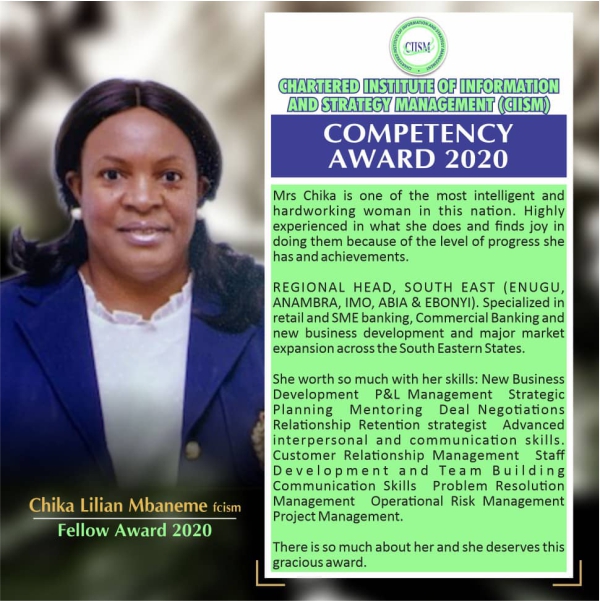 CIISM
CHARTERED INSTITUTE OF INFORMATION
AND STRATEGY MANAGEMENT (CIISM)
COMPETENCY
AWARD 2020
Mrs Chika is one of the most intelligent and
hardworking woman in this nation. Highly
experienced in what she does and finds joy in
doing them because of the level of progress she
has and achievements.
REGIONAL HEAD, SOUTH EAST (ENUGU,
ANAMBRA, IMO, ABIA & EBONYI). Specialized in
retail and SME banking, Commercial Banking and
new business development and major market
expansion across the South Eastern States.
She worth so much with her skills: New Business
Development P&L Management Strategic
Planning Mentoring Deal Negotiations
Relationship Retention strategist Advanced
interpersonal and communication skills.
Customer Relationship Management Staff
Development and Team Building
Communication Skills Problem Resolution
Management Operational Risk Management
Project Management.
There is so much about her and she deserves this
gracious award.
Chika Lilian Mbaneme fcism
Fellow Award 2020